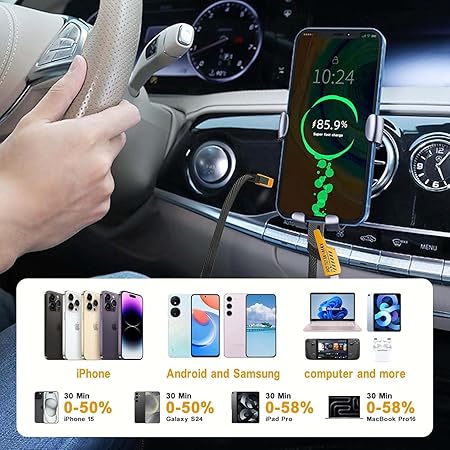 10:24
85.9%
Super fast charge
AUTO
MENU
iPhone
Android and Samsung
computer and more
30 Min
0-50%
iPhone 15
30 Min
0-50%
Galaxy S24
30 Min
0-58%
iPad Pro
30 Min
0-58%
MacBook Pro16